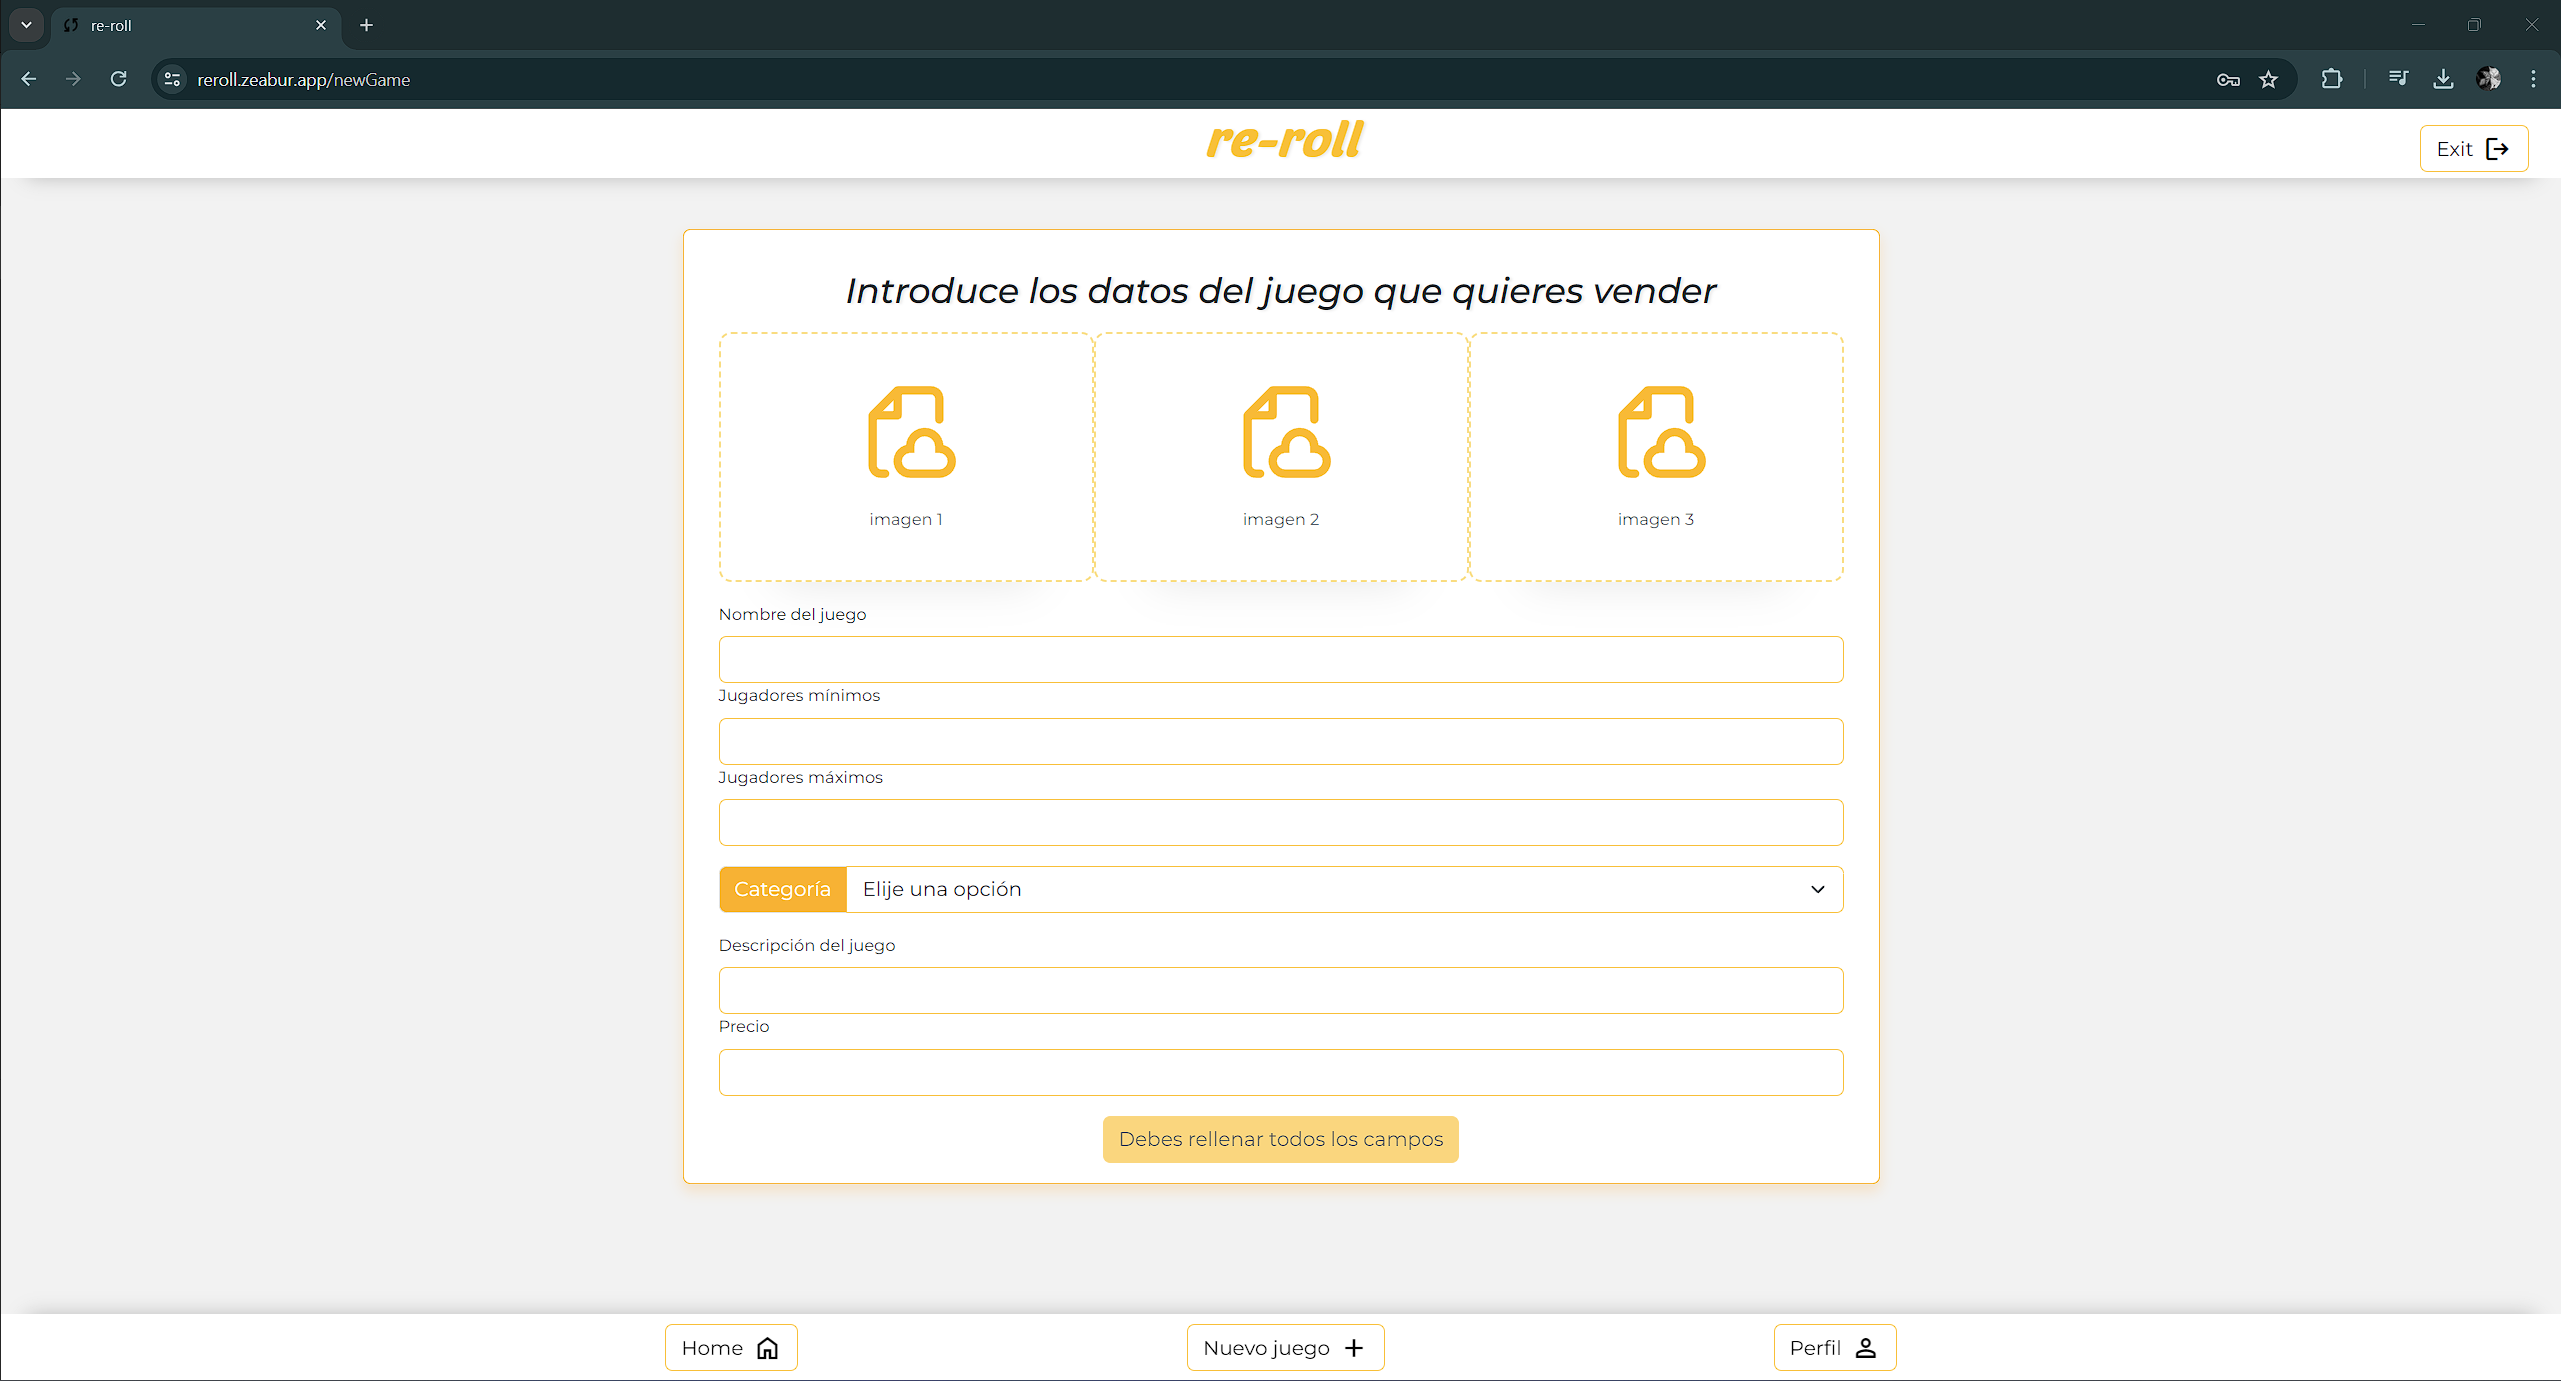 re-roll
reroll.zeabur.app/newGame
re-roll
Exit
Introduce los datos del juego que quieres vender
imagen 1
imagen 2
imagen 3
Nombre del juego
Jugadores mínimos
Jugadores máximos
Categoría
Elije una opción
Descripción del juego
Precio
Debes rellenar todos los campos
Home
Nuevo juego
Perfil